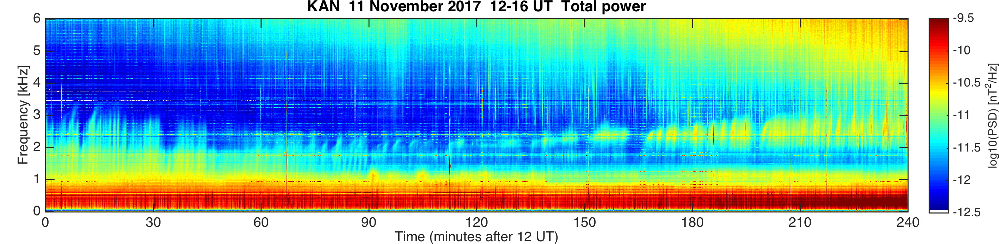 KAN 11 November 2017 12-16 UT Total power
6
5
4
3
2
1
0
Frequency [kHz]
0 30 60 90 120 150 180 210 240
Time (minutes after 12 UT)
-9.5
-10
-10.5
-11
-11.5
-12
-12.5
log10(PSD) [nT²/Hz]